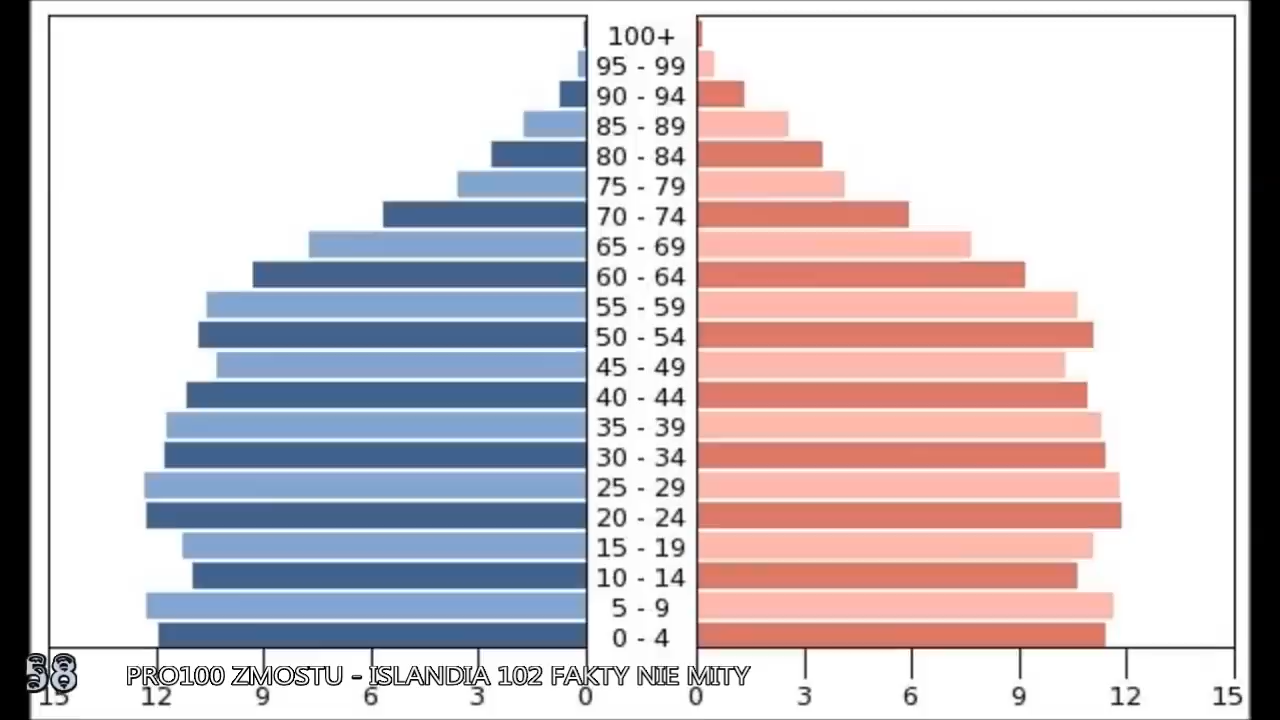 100+
95 - 99
90 - 94
85 - 89
80 - 84
75 - 79
70 - 74
65 - 69
60 - 64
55 - 59
50 - 54
45 - 49
40 - 44
35 - 39
30 - 34
25 - 29
20 - 24
15 - 19
10 - 14
5 - 9
0 - 4
58
PRO100 ZMOSTU - ISLANDIA 102 FAKTY NIE MITY
15 12 9 6 3 0 0 3 6 9 12 15